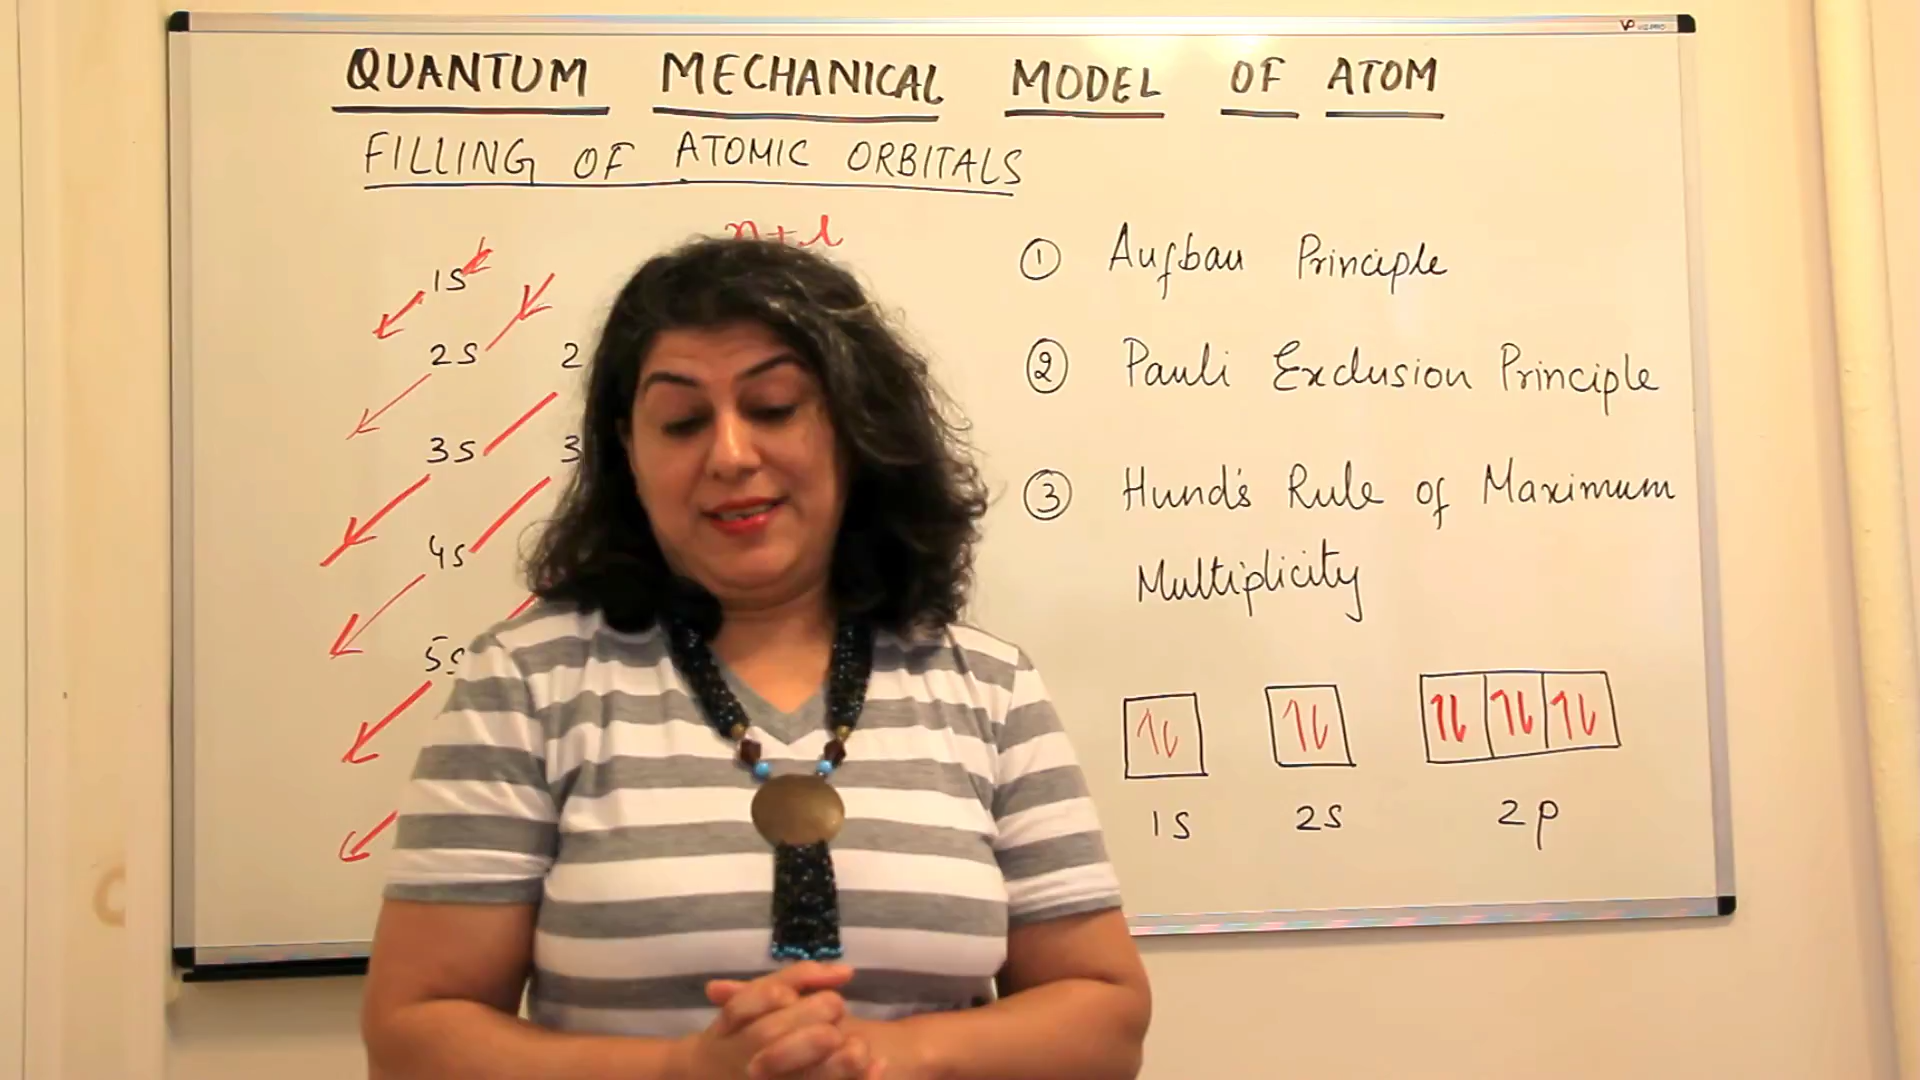 QUANTUM MECHANICAL MODEL OF ATOM
FILLING OF ATOMIC ORBITALS
n+l
1s
2s 2
3s 3
4s
5s
① Aufbau Principle
② Pauli Exclusion Principle
③ Hund's Rule of Maximum
Multiplicity
1s 2s 2p